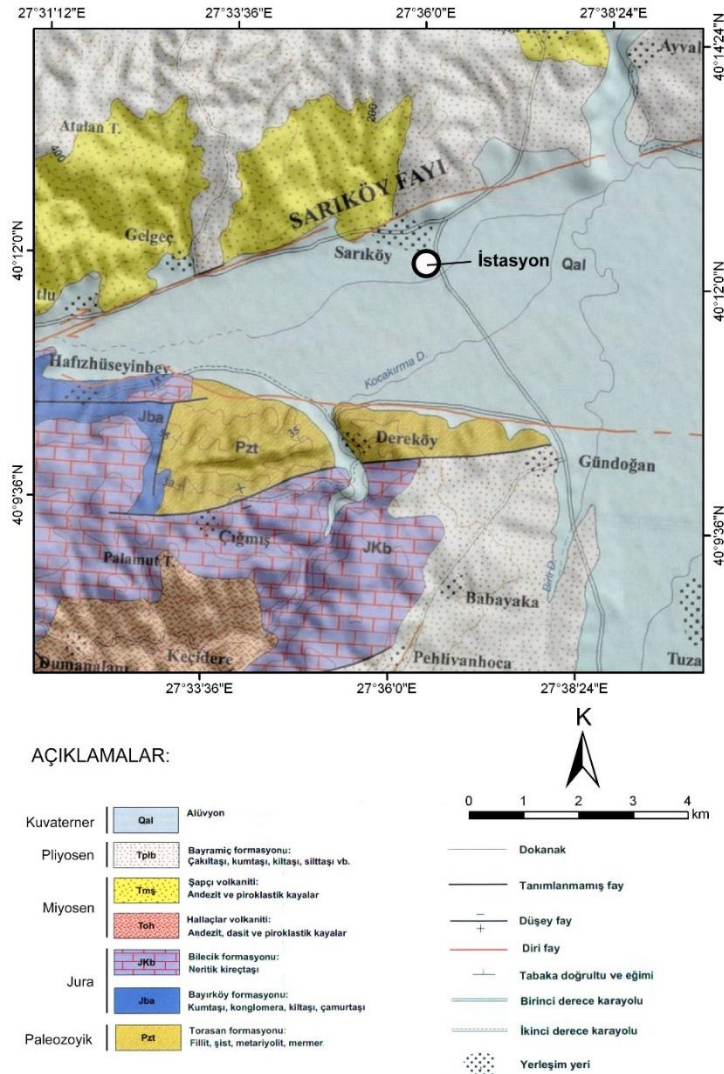 27°31'12"E 27°33'36"E 27°36'0"E 27°38'24"E
40°14'24"N
Ayval
Atalan T.
200
400
SARIKÖY FAYI
Gelgeç
40°12'0"N
Sarıköy
İstasyon
Qal
40°12'0"N
tlu
Hafızhüseyinbey
Kocakırma D.
Jba
35
Pzt
35
Dereköy
Gündoğan
40°9'36"N
Çığmış
JKb
40°9'36"N
Palamut T.
Birli D.
Babayaka
Dumanalanı
Keçidere
Pehlivanhoca
Tuza
27°33'36"E 27°36'0"E 27°38'24"E
K
AÇIKLAMALAR:
0 1 2 3 4
km
Kuvaterner
Qal
Alüvyon
Pliyosen
Tplb
Bayramiç formasyonu:
Çakıltaşı, kumtaşı, kiltaşı, silttaşı vb.
Miyosen
Tmş
Şapçı volkaniti:
Andezit ve piroklastik kayalar
Toh
Hallaçlar volkaniti:
Andezit, dasit ve piroklastik kayalar
Jura
JKb
Bilecik formasyonu:
Neritik kireçtaşı
Jba
Bayırköy formasyonu:
Kumtaşı, konglomera, kiltaşı, çamurtaşı
Paleozoyik
Pzt
Torasan formasyonu:
Fillit, şist, metariyolit, mermer
Dokanak
Tanımlanmamış fay
Düşey fay
Diri fay
Tabaka doğrultu ve eğimi
Birinci derece karayolu
İkinci derece karayolu
Yerleşim yeri